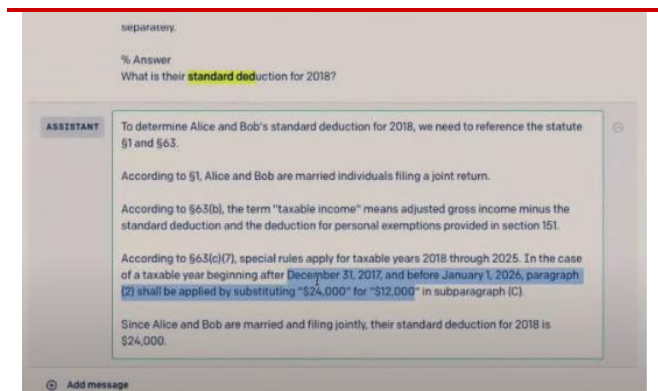 separately.
% Answer
What is their standard deduction for 2018?
ASSISTANT
To determine Alice and Bob's standard deduction for 2018, we need to reference the statute
§1 and §63.
According to §1, Alice and Bob are married individuals filing a joint return.
According to §63(b), the term "taxable income" means adjusted gross income minus the
standard deduction and the deduction for personal exemptions provided in section 151.
According to §63(c)(7), special rules apply for taxable years 2018 through 2025. In the case
of a taxable year beginning after December 31, 2017, and before January 1, 2026, paragraph
(2) shall be applied by substituting "$24,000" for "$12,000" in subparagraph (C).
Since Alice and Bob are married and filing jointly, their standard deduction for 2018 is
$24,000.
Add message